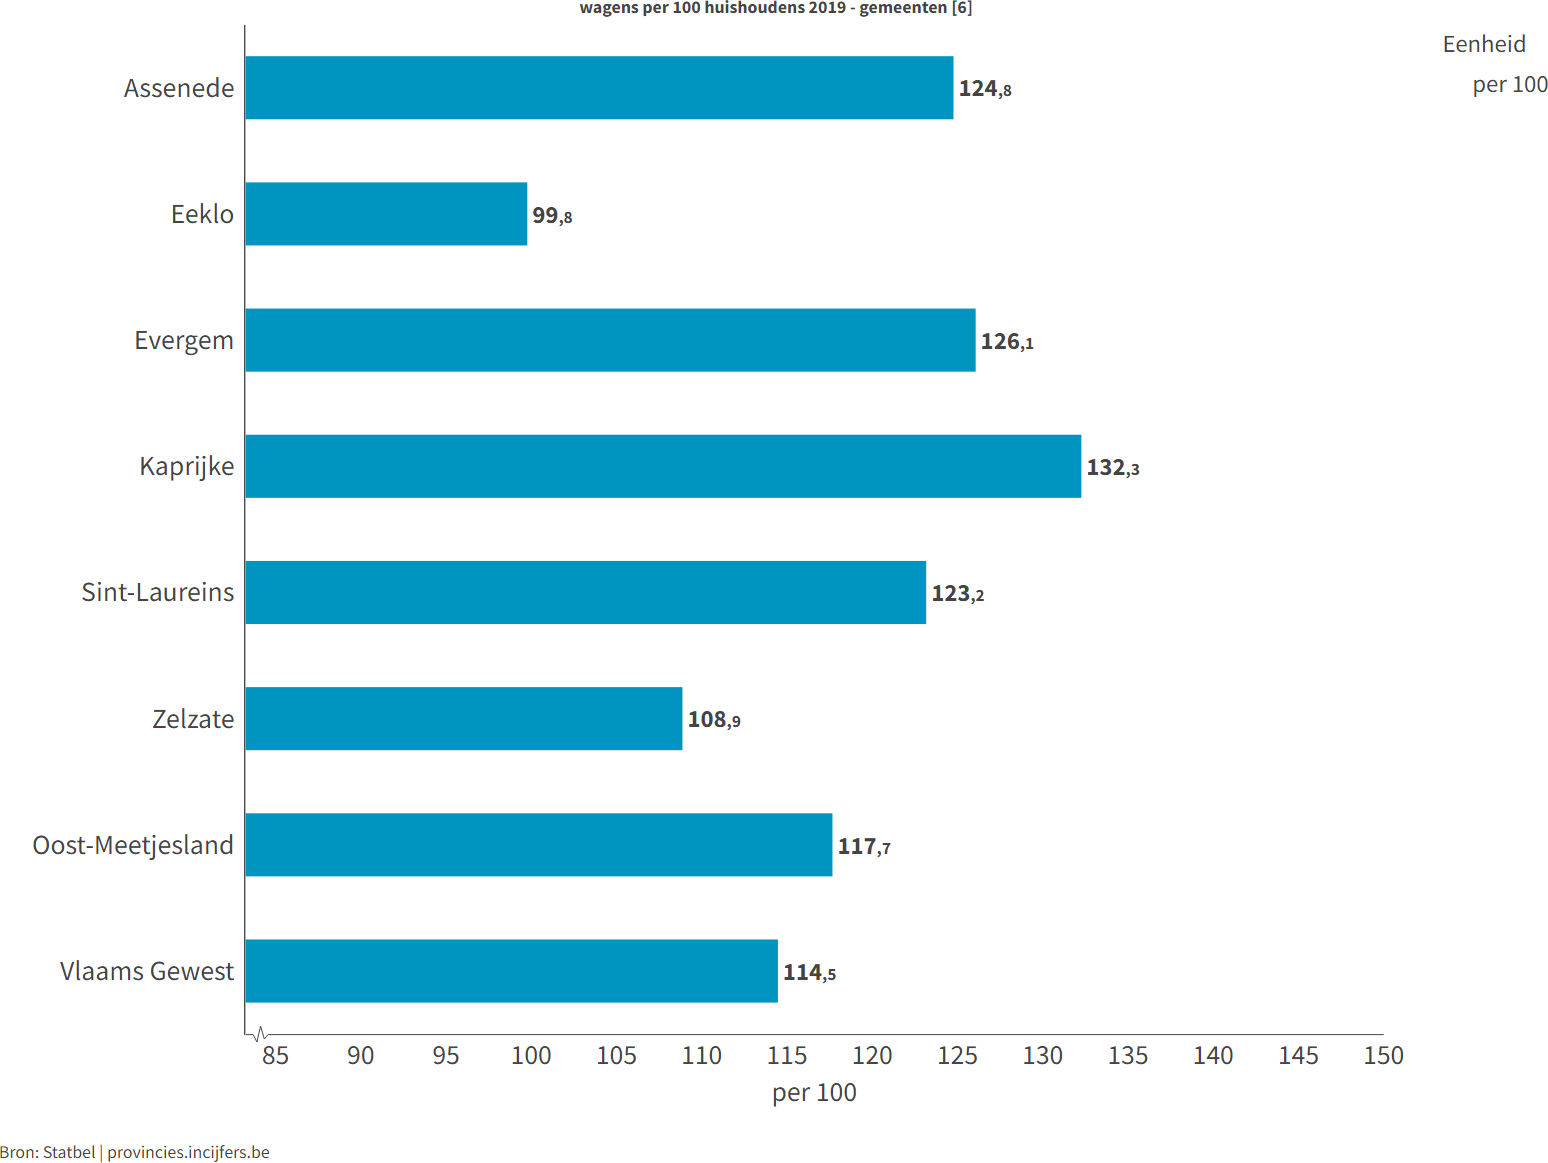 wagens per 100 huishoudens 2019 - gemeenten [6]
Eenheid
per 100
Assenede 124,8
Eeklo 99,8
Evergem 126,1
Kaprijke 132,3
Sint-Laureins 123,2
Zelzate 108,9
Oost-Meetjesland 117,7
Vlaams Gewest 114,5
85 90 95 100 105 110 115 120 125 130 135 140 145 150
per 100
Bron: Statbel | provincies.incijfers.be